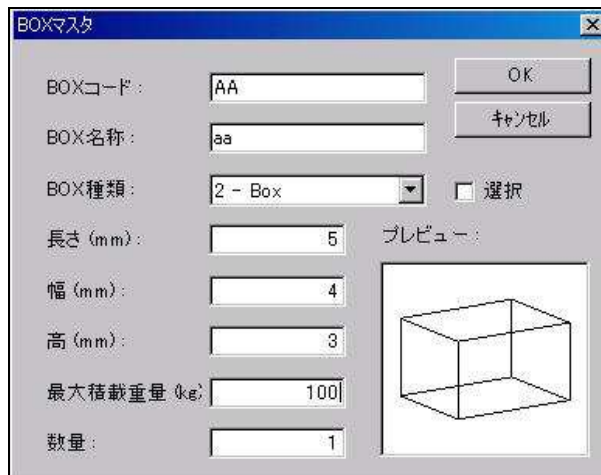 BOXマスタ
BOXコード : AA
OK
BOX名称 : aa
ｷｬﾝｾﾙ
BOX種類 : 2 - Box
選択
長さ (mm) : 5
プレビュー :
幅 (mm) : 4
高 (mm) : 3
最大積載重量 (kg) 100
数量 : 1